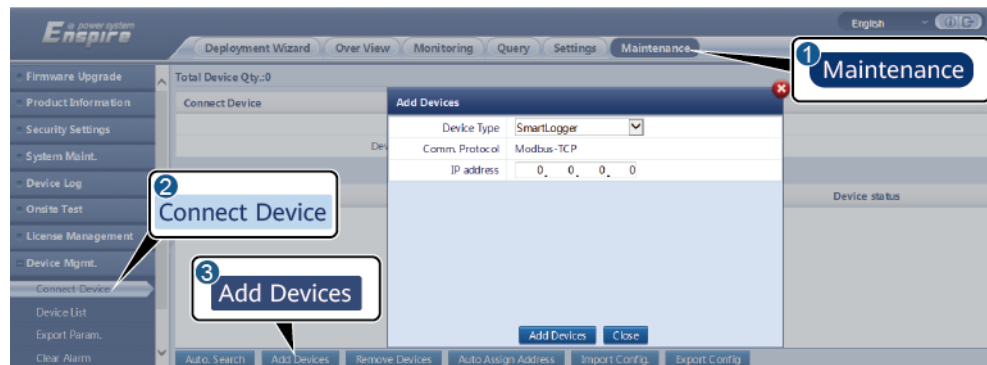 English
power system
Enspire
Deployment Wizard Over View Monitoring Query Settings Maintenance
1 Maintenance
Firmware Upgrade
Product Information
Security Settings
System Maint.
Device Log
Onsite Test
License Management
Device Mgmt.
Connect Device
Device List
Export Param.
Clear Alarm
2 Connect Device
Total Device Qty.:0
Connect Device
Dev
Device status
Add Devices
Device Type SmartLogger
Comm. Protocol Modbus-TCP
IP address 0. 0. 0. 0
Add Devices Close
3 Add Devices
Auto. Search Add Devices Remove Devices Auto Assign Address Import Config. Export Config